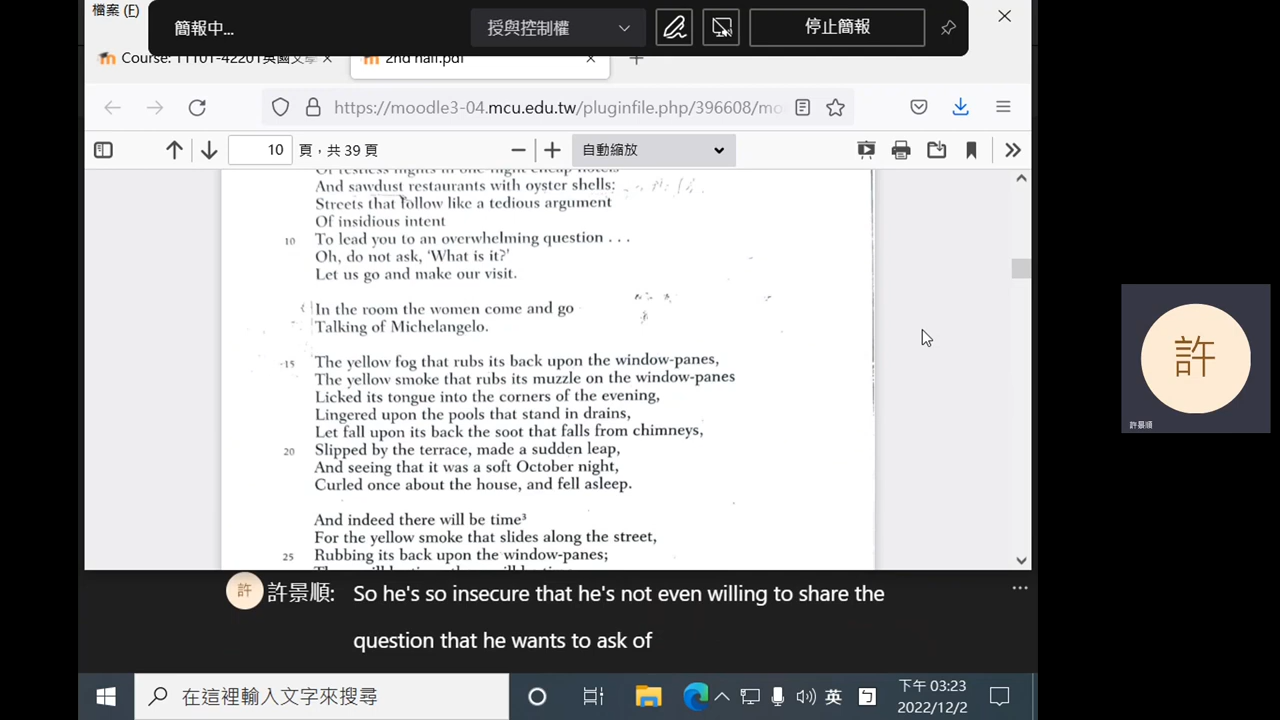 檔案 (F)
簡報中...
授與控制權
停止簡報
Course: 11101-42201英國文學
2nd half.pdf
https://moodle3-04.mcu.edu.tw/pluginfile.php/396608/mo
10 頁，共 39 頁
自動縮放
Of restless nights in one-night cheap hotels
And sawdust restaurants with oyster shells:
Streets that follow like a tedious argument
Of insidious intent
10 To lead you to an overwhelming question . . .
Oh, do not ask, ‘What is it?’
Let us go and make our visit.
In the room the women come and go
Talking of Michelangelo.
15 The yellow fog that rubs its back upon the window-panes,
The yellow smoke that rubs its muzzle on the window-panes
Licked its tongue into the corners of the evening,
Lingered upon the pools that stand in drains,
Let fall upon its back the soot that falls from chimneys,
20 Slipped by the terrace, made a sudden leap,
And seeing that it was a soft October night,
Curled once about the house, and fell asleep.
And indeed there will be time³
For the yellow smoke that slides along the street,
25 Rubbing its back upon the window-panes;
許
許景順
許
許景順: So he's so insecure that he's not even willing to share the
question that he wants to ask of
在這裡輸入文字來搜尋
英
下午 03:23
2022/12/2